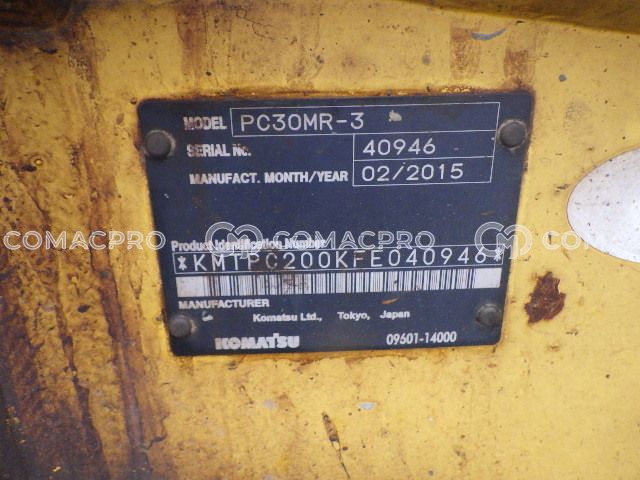 MODEL PC30MR-3
SERIAL No. 40946
MANUFACT. MONTH/YEAR 02/2015
Product Identification Number
*KMTPC200KFE040946*
MANUFACTURER
Komatsu Ltd., Tokyo, Japan
KOMATSU 09601-14000
COMACPRO COMACPRO COMACPRO